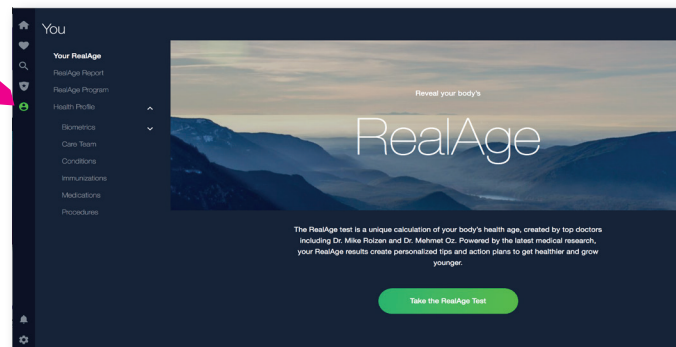 You
Your RealAge
RealAge Report
RealAge Program
Health Profile
Biometrics
Care Team
Conditions
Immunizations
Medications
Procedures
Reveal your body's
RealAge
The RealAge test is a unique calculation of your body's health age, created by top doctors
including Dr. Mike Roizen and Dr. Mehmet Oz. Powered by the latest medical research,
your RealAge results create personalized tips and action plans to get healthier and grow
younger.
Take the RealAge Test